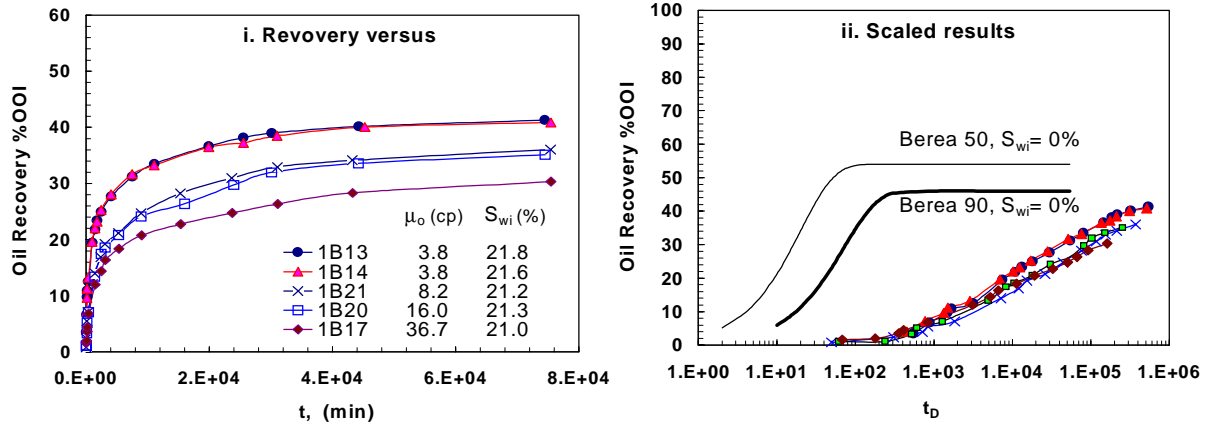 i. Revovery versus
Oil Recovery %OOI
60
50
40
30
20
10
0
μo (cp) Swi (%)
1B13 3.8 21.8
1B14 3.8 21.6
1B21 8.2 21.2
1B20 16.0 21.3
1B17 36.7 21.0
0.E+00 2.E+04 4.E+04 6.E+04 8.E+04
t, (min)
ii. Scaled results
Oil Recovery %OOI
100
90
80
70
60
50
40
30
20
10
0
Berea 50, Swi= 0%
Berea 90, Swi= 0%
1.E+00 1.E+01 1.E+02 1.E+03 1.E+04 1.E+05 1.E+06
tD